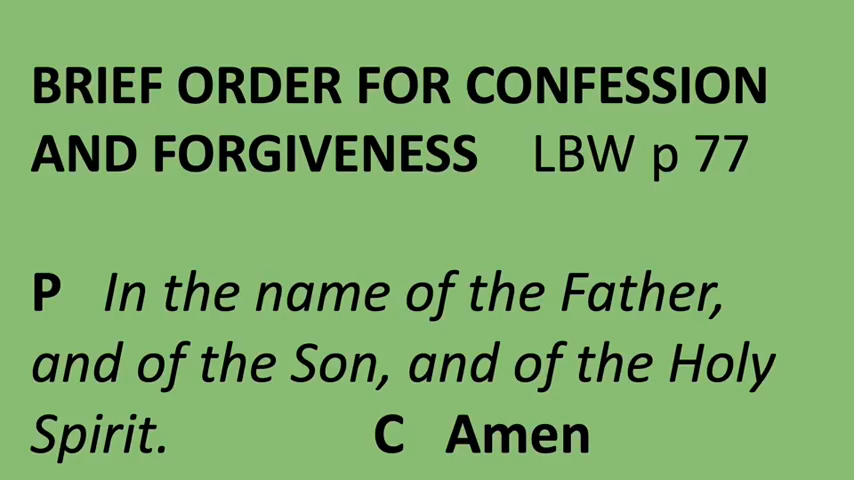 BRIEF ORDER FOR CONFESSION
AND FORGIVENESS LBW p 77
P In the name of the Father,
and of the Son, and of the Holy
Spirit. C Amen